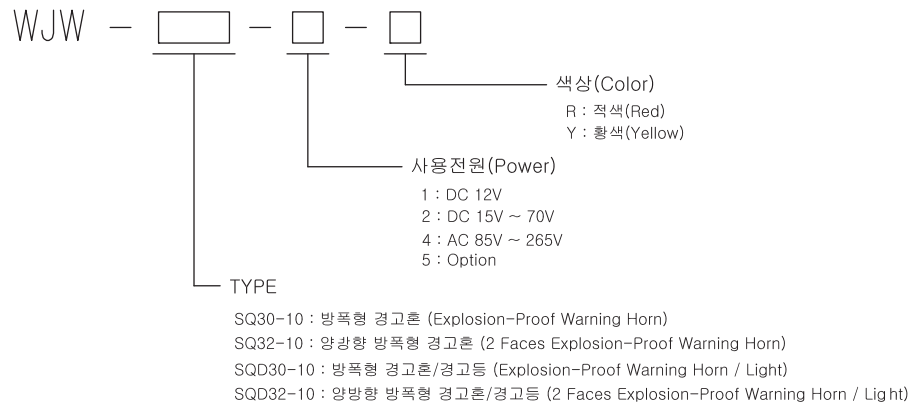 WJW - □ - □ - □
색상(Color)
R : 적색(Red)
Y : 황색(Yellow)
사용전원(Power)
1 : DC 12V
2 : DC 15V ~ 70V
4 : AC 85V ~ 265V
5 : Option
TYPE
SQ30-10 : 방폭형 경고혼 (Explosion-Proof Warning Horn)
SQ32-10 : 양방향 방폭형 경고혼 (2 Faces Explosion-Proof Warning Horn)
SQD30-10 : 방폭형 경고혼/경고등 (Explosion-Proof Warning Horn / Light)
SQD32-10 : 양방향 방폭형 경고혼/경고등 (2 Faces Explosion-Proof Warning Horn / Light)